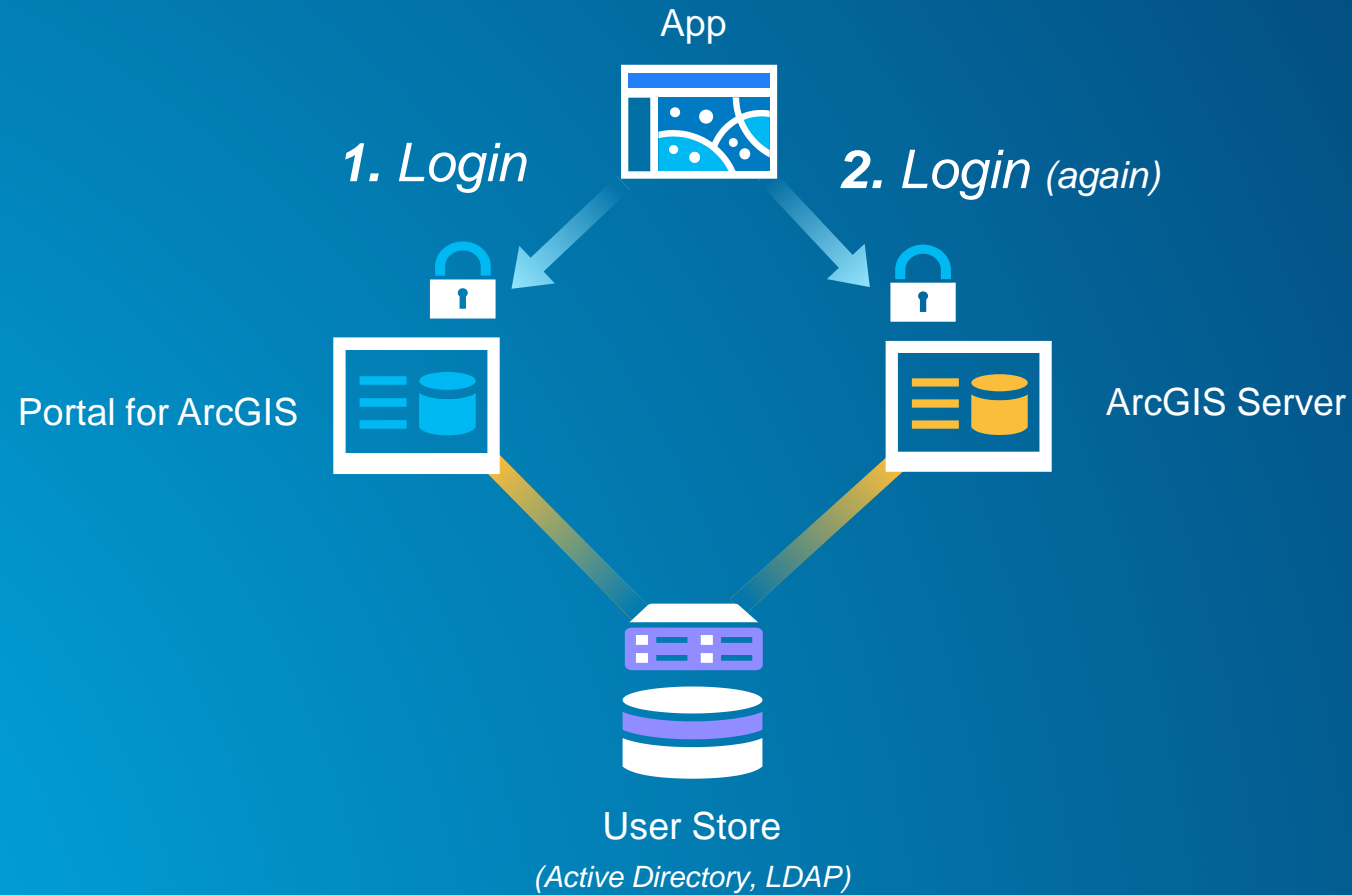 App
1. Login
2. Login (again)
Portal for ArcGIS
ArcGIS Server
User Store
(Active Directory, LDAP)